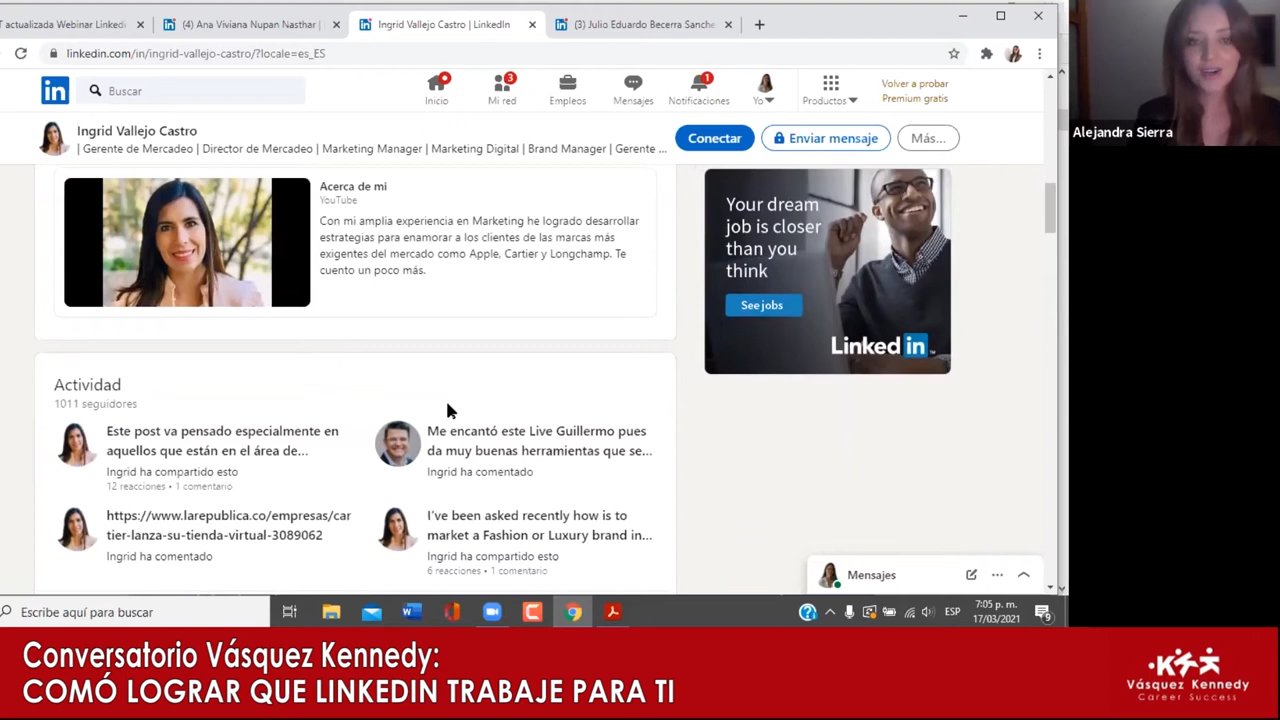 T actualizada Webinar Linkedi
(4) Ana Viviana Nupan Nasthar |
Ingrid Vallejo Castro | LinkedIn
(3) Julio Eduardo Becerra Sanche
linkedin.com/in/ingrid-vallejo-castro/?locale=es_ES
in
Buscar
Inicio
3
Mi red
Empleos
Mensajes
1
Notificaciones
Yo
Productos
Volver a probar
Premium gratis
Ingrid Vallejo Castro
| Gerente de Mercadeo | Director de Mercadeo | Marketing Manager | Marketing Digital | Brand Manager | Gerente ...
Conectar
Enviar mensaje
Más...
Alejandra Sierra
Acerca de mi
YouTube
Con mi amplia experiencia en Marketing he logrado desarrollar
estrategias para enamorar a los clientes de las marcas más
exigentes del mercado como Apple, Cartier y Longchamp. Te
cuento un poco más.
Your dream
job is closer
than you
think
See jobs
Linked in
Actividad
1011 seguidores
Este post va pensado especialmente en
aquellos que están en el área de...
Ingrid ha compartido esto
12 reacciones • 1 comentario
Me encantó este Live Guillermo pues
da muy buenas herramientas que se...
Ingrid ha comentado
https://www.larepublica.co/empresas/car
tier-lanza-su-tienda-virtual-3089062
Ingrid ha comentado
I've been asked recently how is to
market a Fashion or Luxury brand in...
Ingrid ha compartido esto
6 reacciones • 1 comentario
Mensajes
Escribe aquí para buscar
ESP
7:05 p. m.
17/03/2021
9
Conversatorio Vásquez Kennedy:
COMÓ LOGRAR QUE LINKEDIN TRABAJE PARA TI
Vásquez Kennedy
Career Success